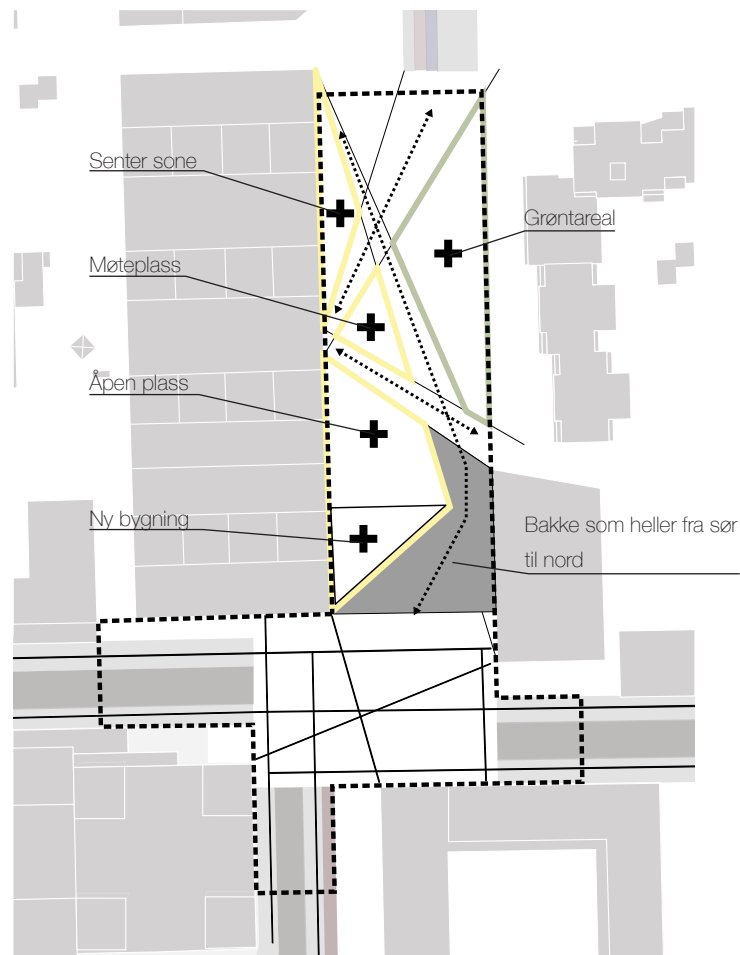 Senter sone
Grøntareal
Møteplass
Åpen plass
Ny bygning
Bakke som heller fra sør
til nord